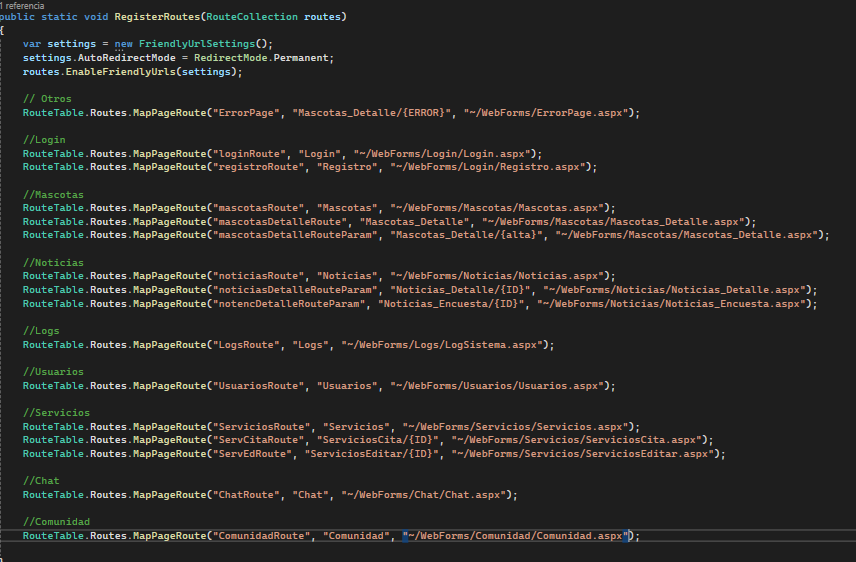 1 referencia
public static void RegisterRoutes(RouteCollection routes)
{
var settings = new FriendlyUrlSettings();
settings.AutoRedirectMode = RedirectMode.Permanent;
routes.EnableFriendlyUrls(settings);
// Otros
RouteTable.Routes.MapPageRoute("ErrorPage", "Mascotas_Detalle/{ERROR}", "~/WebForms/ErrorPage.aspx");
//Login
RouteTable.Routes.MapPageRoute("loginRoute", "Login", "~/WebForms/Login/Login.aspx");
RouteTable.Routes.MapPageRoute("registroRoute", "Registro", "~/WebForms/Login/Registro.aspx");
//Mascotas
RouteTable.Routes.MapPageRoute("mascotasRoute", "Mascotas", "~/WebForms/Mascotas/Mascotas.aspx");
RouteTable.Routes.MapPageRoute("mascotasDetalleRoute", "Mascotas_Detalle", "~/WebForms/Mascotas/Mascotas_Detalle.aspx");
RouteTable.Routes.MapPageRoute("mascotasDetalleRouteParam", "Mascotas_Detalle/{alta}", "~/WebForms/Mascotas/Mascotas_Detalle.aspx");
//Noticias
RouteTable.Routes.MapPageRoute("noticiasRoute", "Noticias", "~/WebForms/Noticias/Noticias.aspx");
RouteTable.Routes.MapPageRoute("noticiasDetalleRouteParam", "Noticias_Detalle/{ID}", "~/WebForms/Noticias/Noticias_Detalle.aspx");
RouteTable.Routes.MapPageRoute("notencDetalleRouteParam", "Noticias_Encuesta/{ID}", "~/WebForms/Noticias/Noticias_Encuesta.aspx");
//Logs
RouteTable.Routes.MapPageRoute("LogsRoute", "Logs", "~/WebForms/Logs/LogSistema.aspx");
//Usuarios
RouteTable.Routes.MapPageRoute("UsuariosRoute", "Usuarios", "~/WebForms/Usuarios/Usuarios.aspx");
//Servicios
RouteTable.Routes.MapPageRoute("ServiciosRoute", "Servicios", "~/WebForms/Servicios/Servicios.aspx");
RouteTable.Routes.MapPageRoute("ServCitaRoute", "ServiciosCita/{ID}", "~/WebForms/Servicios/ServiciosCita.aspx");
RouteTable.Routes.MapPageRoute("ServEdRoute", "ServiciosEditar/{ID}", "~/WebForms/Servicios/ServiciosEditar.aspx");
//Chat
RouteTable.Routes.MapPageRoute("ChatRoute", "Chat", "~/WebForms/Chat/Chat.aspx");
//Comunidad
RouteTable.Routes.MapPageRoute("ComunidadRoute", "Comunidad", "~/WebForms/Comunidad/Comunidad.aspx");